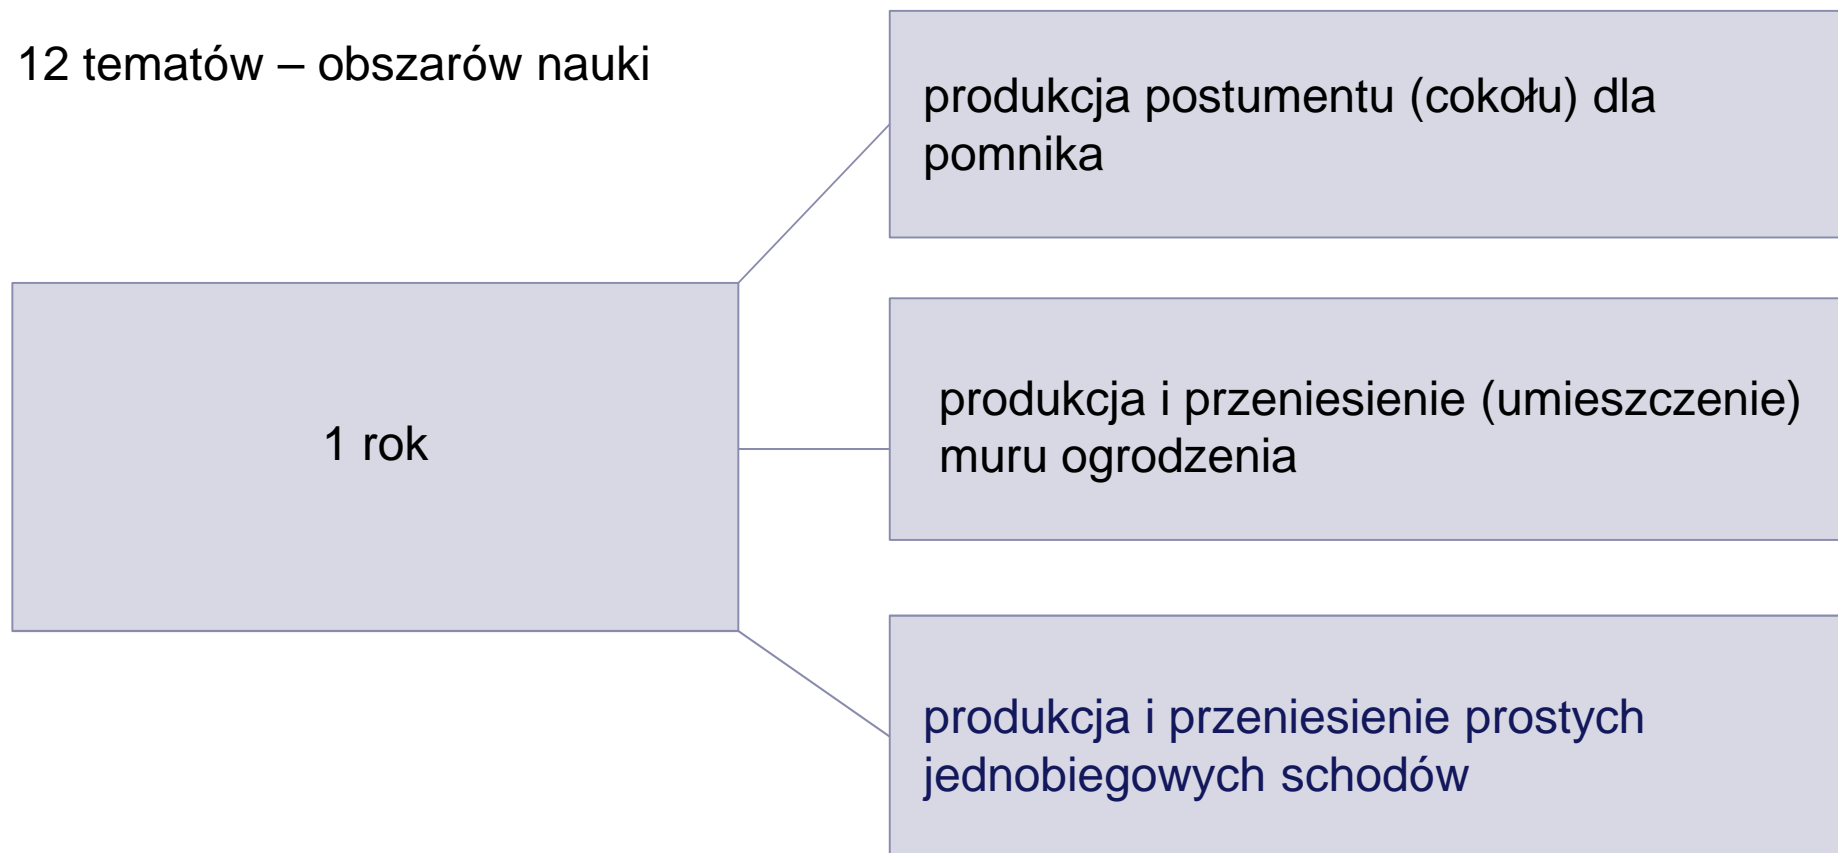 12 tematów – obszarów nauki
produkcja postumentu (cokołu) dla
pomnika
1 rok
produkcja i przeniesienie (umieszczenie)
muru ogrodzenia
produkcja i przeniesienie prostych
jednobiegowych schodów